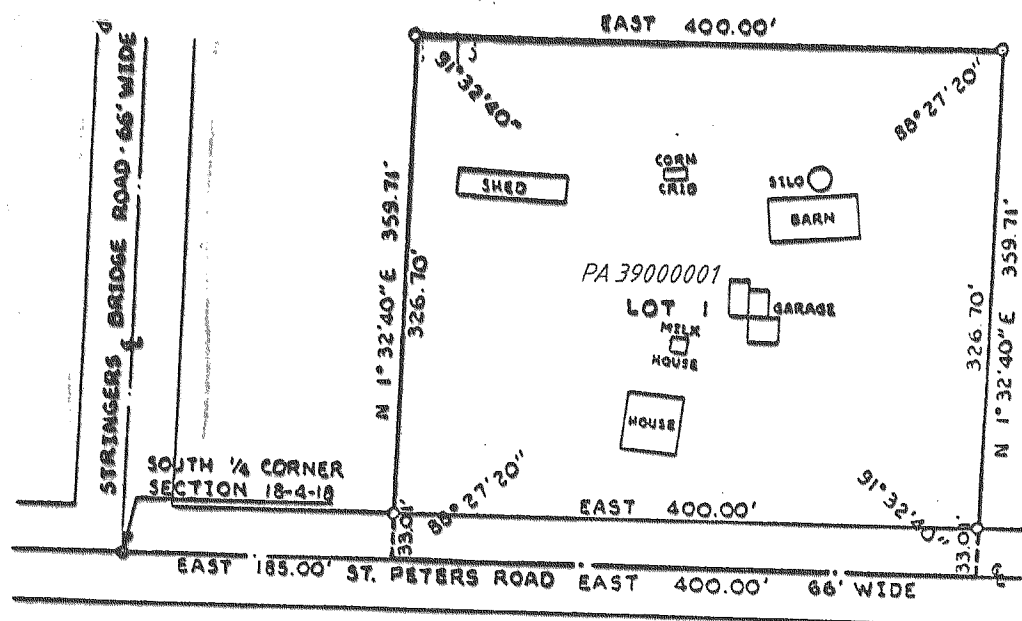 EAST 400.00'
91°32'40"
88°27'20"
STRINGERS BRIDGE ROAD · 66' WIDE
N 1°32'40"E 359.71'
326.70'
SHED
CORN
CRIB
SILO
BARN
PA 39000001
LOT 1
GARAGE
MILK
HOUSE
HOUSE
326.70'
N 1°32'40"E 359.71'
SOUTH 1/4 CORNER
SECTION 18-4-18
88°27'20"
91°32'40"
EAST 400.00'
33.01'
33.01'
EAST 185.00' ST. PETERS ROAD EAST 400.00' 66' WIDE